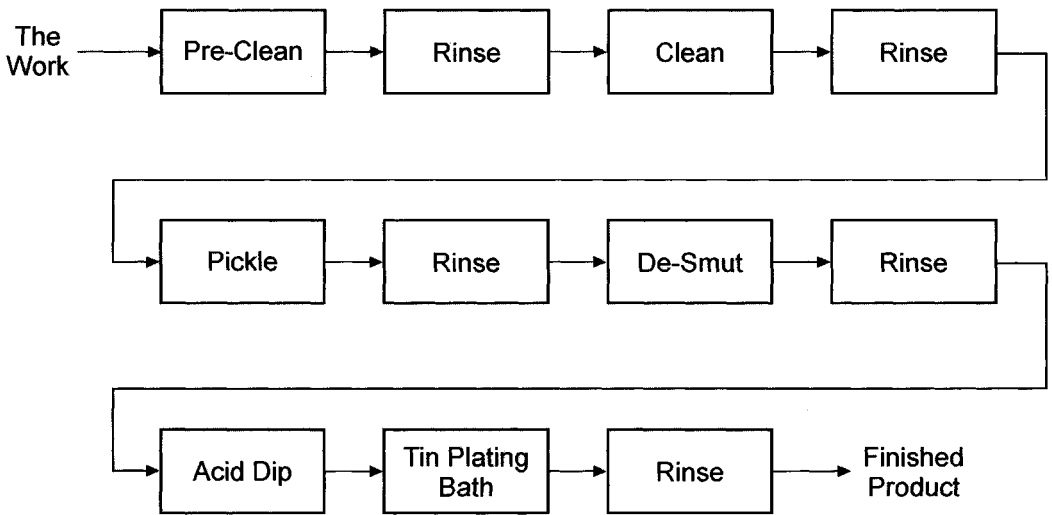 The
Work
Pre-Clean
Rinse
Clean
Rinse
Pickle
Rinse
De-Smut
Rinse
Acid Dip
Tin Plating
Bath
Rinse
Finished
Product